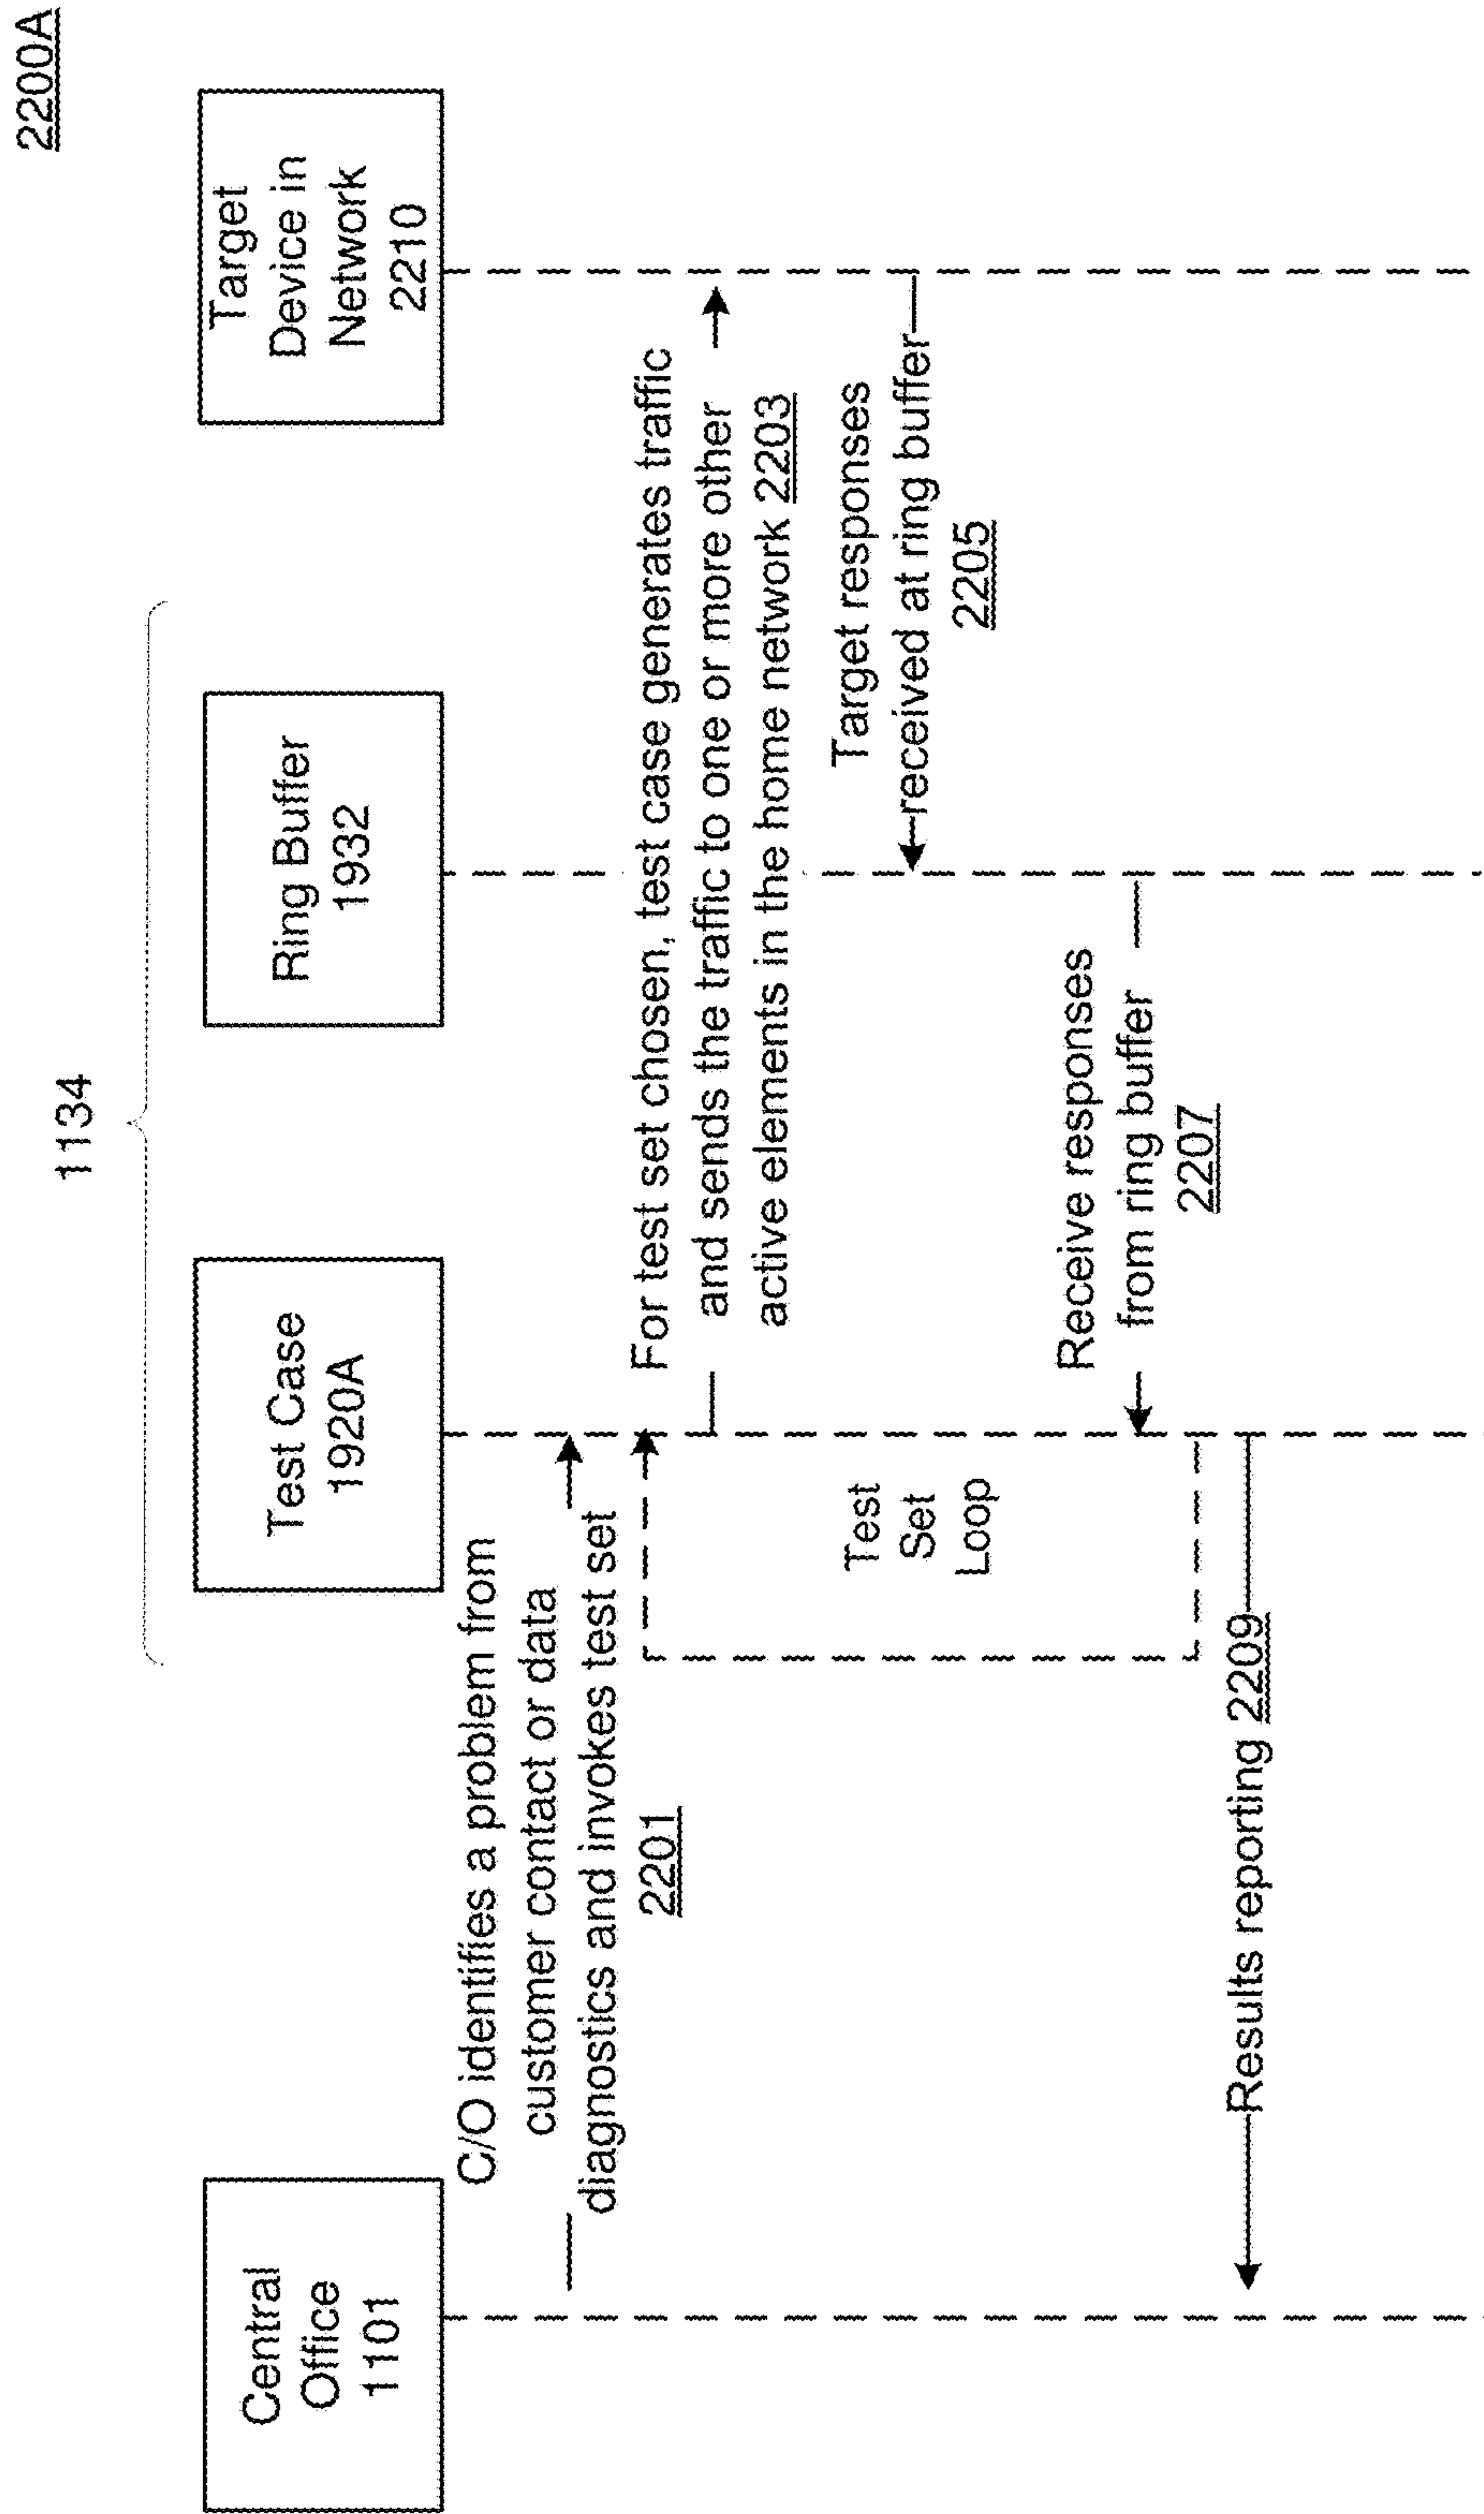 2200A
1134
Central
Office
1101
Test Case
1920A
Ring Buffer
1932
Target
Device in
Network
2210
C/O identifies a problem from
customer contact or data
diagnostics and invokes test set
2201
For test set chosen, test case generates traffic
and sends the traffic to one or more other
active elements in the home network 2203
Target responses
received at ring buffer
2205
Test
Set
Loop
Receive responses
from ring buffer
2207
Results reporting 2209